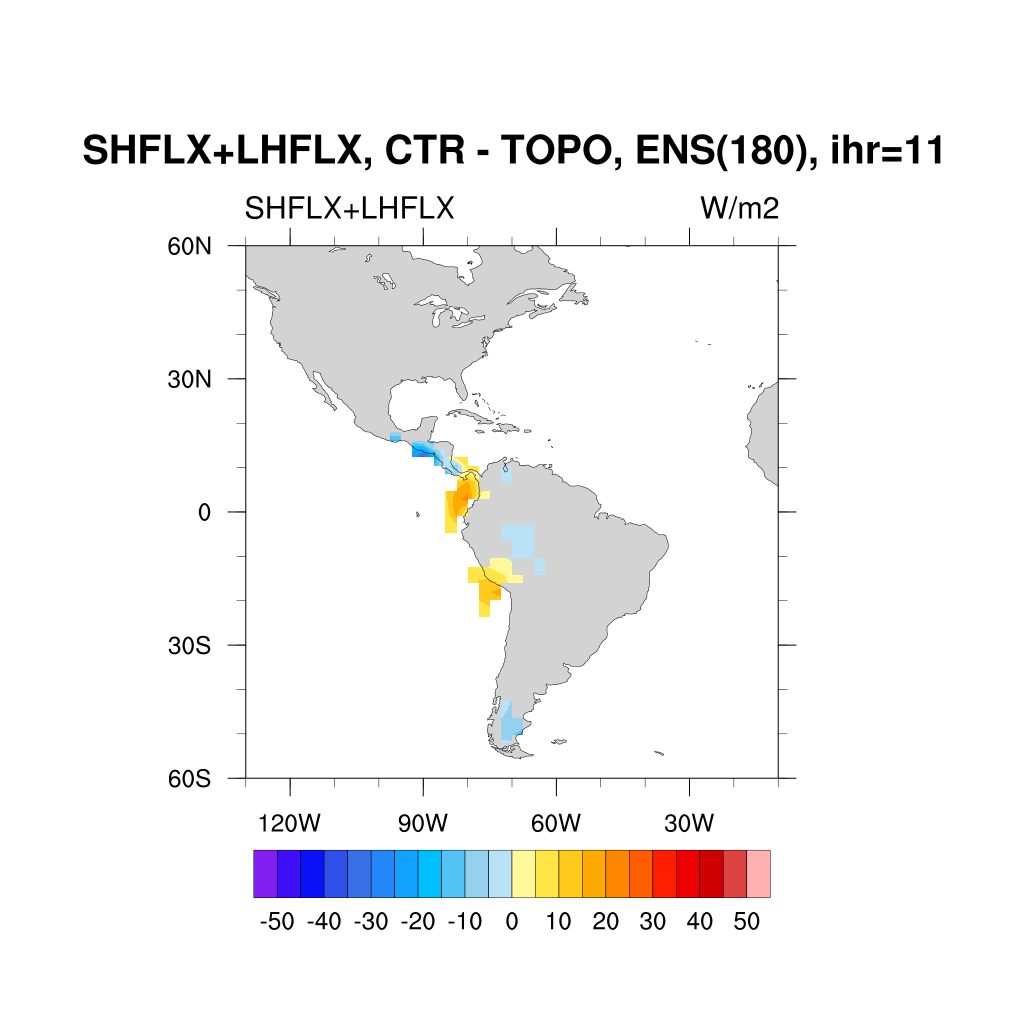 SHFLX+LHFLX, CTR - TOPO, ENS(180), ihr=11
SHFLX+LHFLX W/m2
60N
30N
0
30S
60S
120W 90W 60W 30W
-50 -40 -30 -20 -10 0 10 20 30 40 50